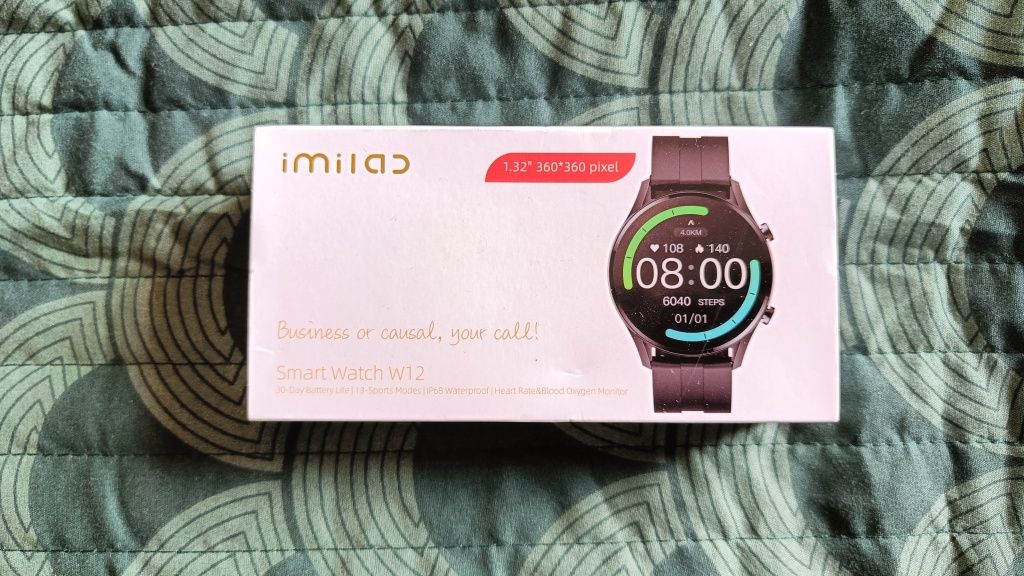 imilab
1.32" 360*360 pixel
4.0KM
108 140
08:00
6040 STEPS
01/01
Business or causal, your call!
Smart Watch W12
30-Day Battery Life | 13-Sports Modes | IP68 Waterproof | Heart Rate&Blood Oxygen Monitor